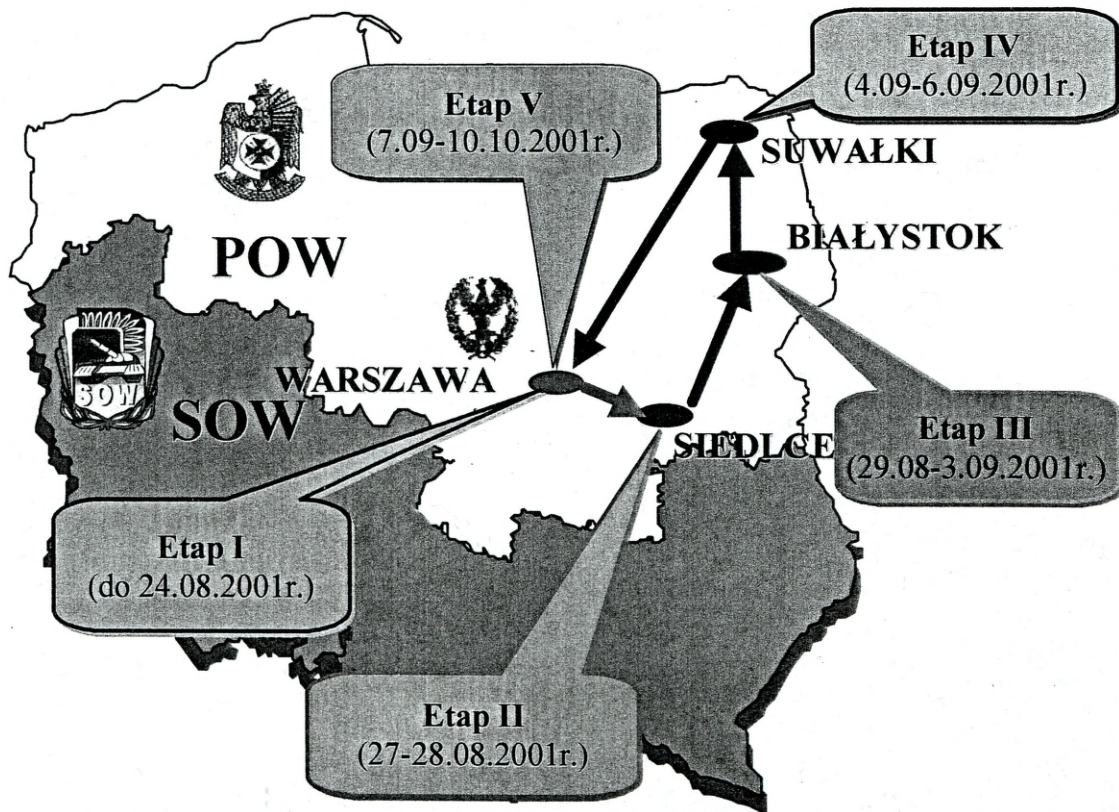 Etap IV
(4.09-6.09.2001r.)
Etap V
(7.09-10.10.2001r.)
SUWAŁKI
BIAŁYSTOK
POW
WARSZAWA
SOW
SOW
SIEDLCE
Etap III
(29.08-3.09.2001r.)
Etap I
(do 24.08.2001r.)
Etap II
(27-28.08.2001r.)